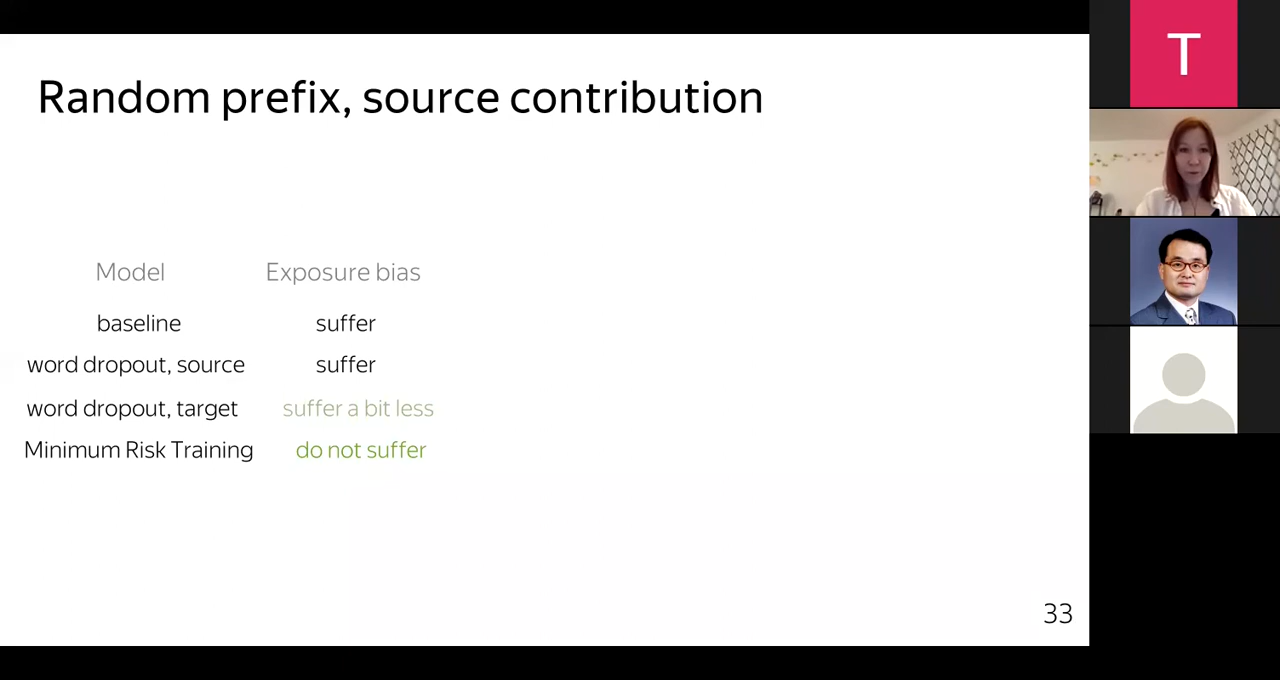 Random prefix, source contribution
T
Model Exposure bias
baseline suffer
word dropout, source suffer
word dropout, target suffer a bit less
Minimum Risk Training do not suffer
33